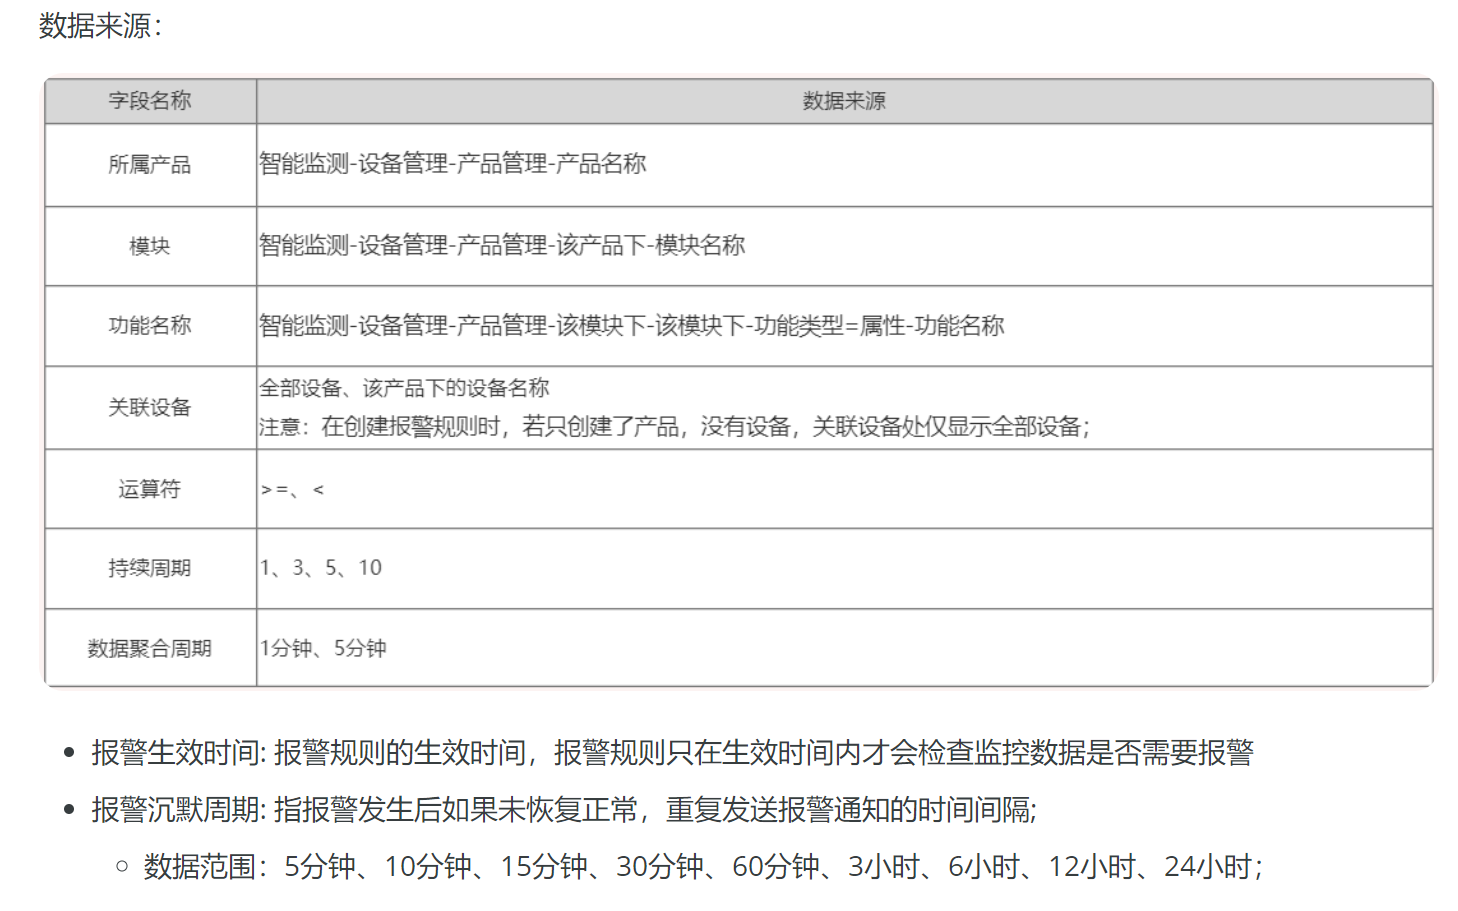 数据来源：
字段名称 数据来源
所属产品 智能监测-设备管理-产品管理-产品名称
模块 智能监测-设备管理-产品管理-该产品下-模块名称
功能名称 智能监测-设备管理-产品管理-该模块下-该模块下-功能类型=属性-功能名称
关联设备 全部设备、该产品下的设备名称
注意：在创建报警规则时，若只创建了产品，没有设备，关联设备处仅显示全部设备；
运算符 >=、<
持续周期 1、3、5、10
数据聚合周期 1分钟、5分钟
• 报警生效时间: 报警规则的生效时间，报警规则只在生效时间内才会检查监控数据是否需要报警
• 报警沉默周期: 指报警发生后如果未恢复正常，重复发送报警通知的时间间隔;
◦ 数据范围：5分钟、10分钟、15分钟、30分钟、60分钟、3小时、6小时、12小时、24小时；